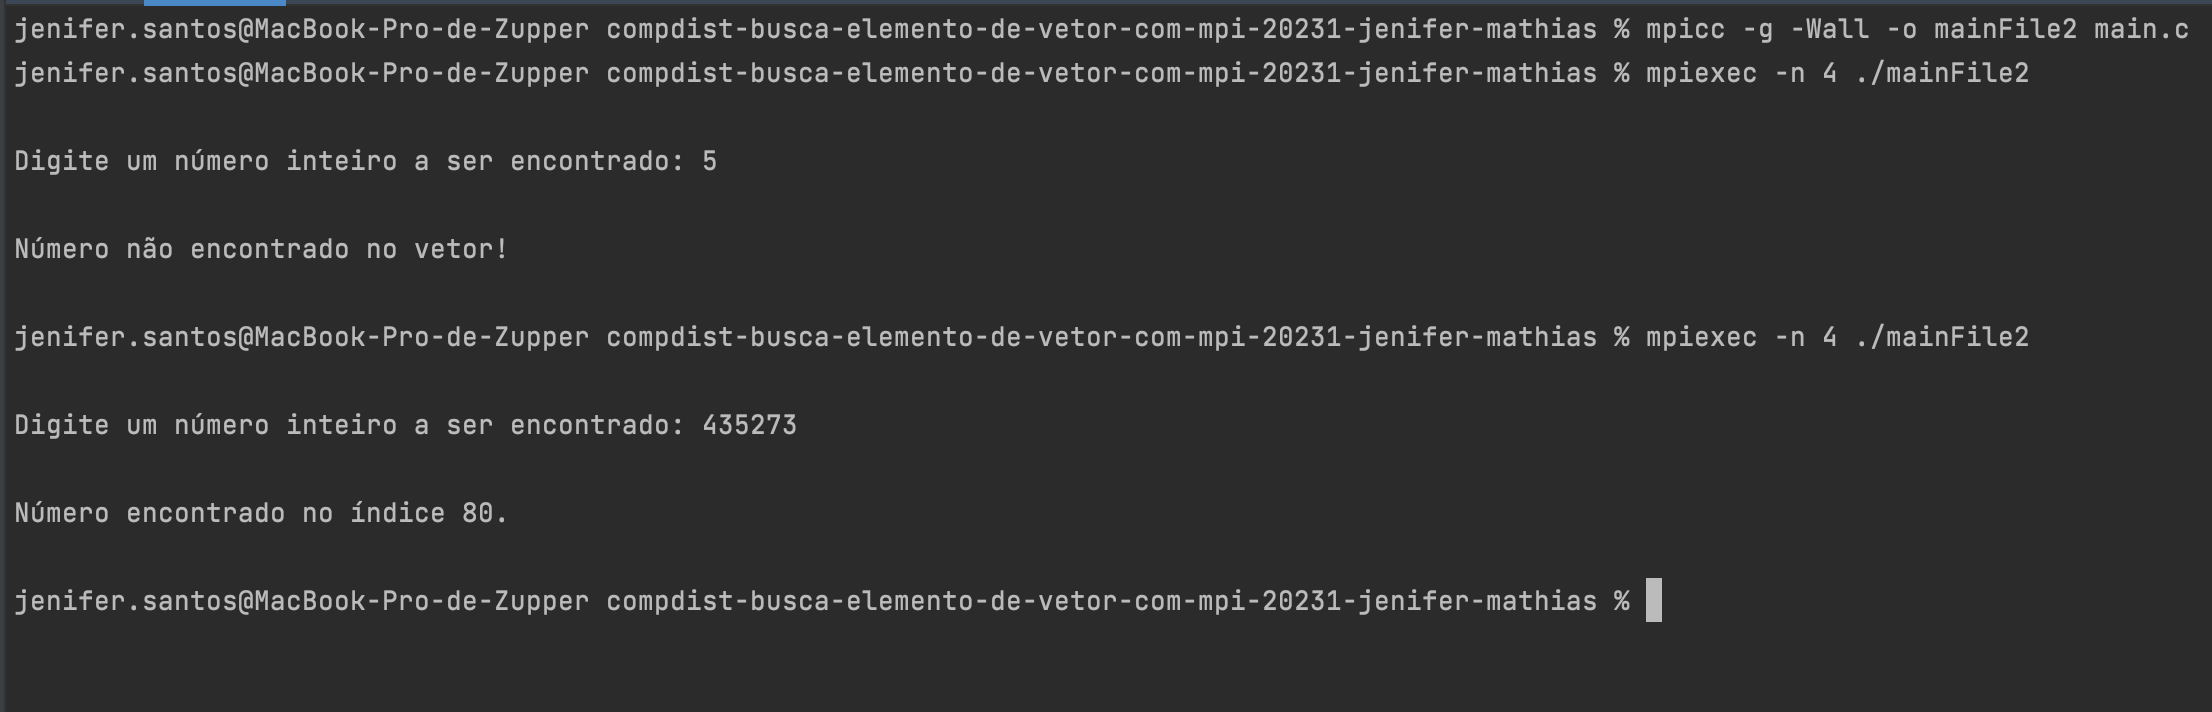 jenifer.santos@MacBook-Pro-de-Zupper compdist-busca-elemento-de-vetor-com-mpi-20231-jenifer-mathias % mpicc -g -Wall -o mainFile2 main.c
jenifer.santos@MacBook-Pro-de-Zupper compdist-busca-elemento-de-vetor-com-mpi-20231-jenifer-mathias % mpiexec -n 4 ./mainFile2
Digite um número inteiro a ser encontrado: 5
Número não encontrado no vetor!
jenifer.santos@MacBook-Pro-de-Zupper compdist-busca-elemento-de-vetor-com-mpi-20231-jenifer-mathias % mpiexec -n 4 ./mainFile2
Digite um número inteiro a ser encontrado: 435273
Número encontrado no índice 80.
jenifer.santos@MacBook-Pro-de-Zupper compdist-busca-elemento-de-vetor-com-mpi-20231-jenifer-mathias %